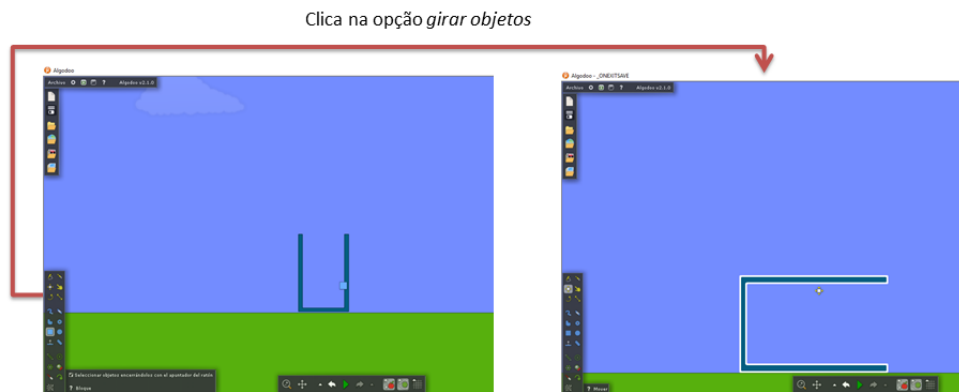 Clica na opção girar objetos
Algodoo
Archivo ? Algodoo v2.1.0
Seleccionar objetos encerrándolos con el apuntador del ratón
? bloque
Algodoo - _ONEXITSAVE
Archivo ? Algodoo v2.1.0
? Mover